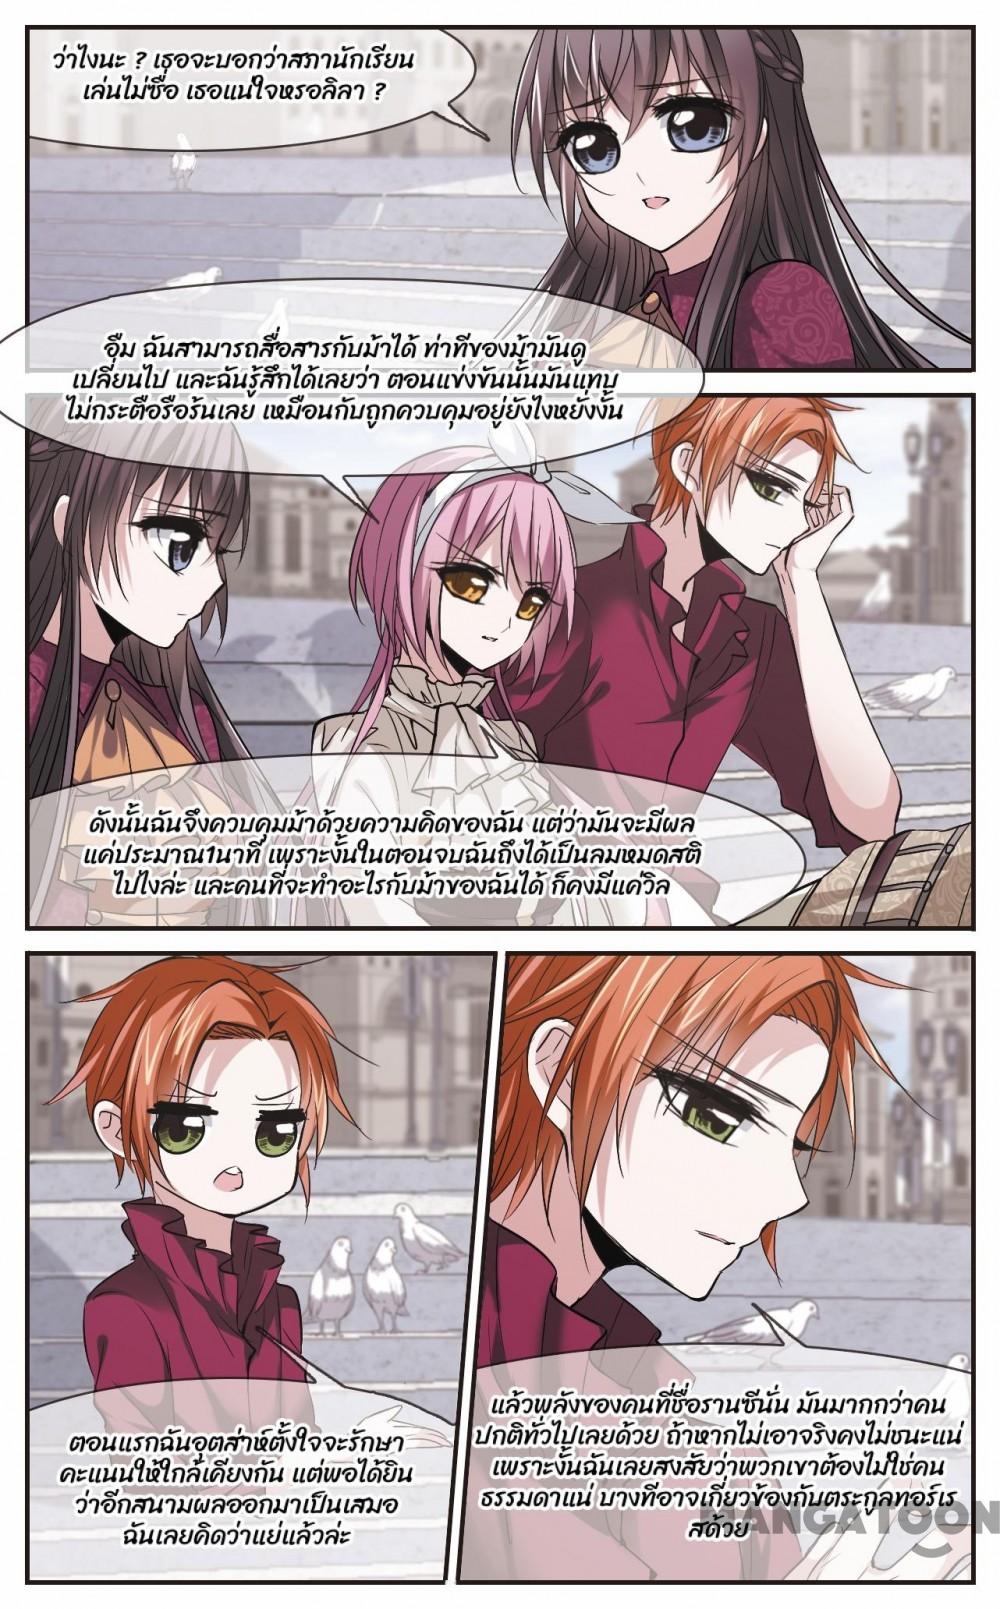 ว่าไงนะ ? เธอจะบอกว่าสภานักเรียน
เล่นไม่ซื่อ เธอแน่ใจหรอลิลา ?
อืม ฉันสามารถสื่อสารกับม้าได้ ท่าทีของม้ามันดู
เปลี่ยนไป และฉันรู้สึกได้เลยว่า ตอนแข่งขันนั้นมันแทบ
ไม่กระตือรือร้นเลย เหมือนกับถูกควบคุมอยู่ยังไงหยั่งงั้น
ดังนั้นฉันจึงควบคุมม้าด้วยความคิดของฉัน แต่ว่ามันจะมีผล
แค่ประมาณ1นาที เพราะงั้นในตอนจบฉันถึงได้เป็นลมหมดสติ
ไปไงล่ะ และคนที่จะทำอะไรกับม้าของฉันได้ ก็คงมีแค่วิล
ตอนแรกฉันอุตส่าห์ตั้งใจจะรักษา
คะแนนให้ใกล้เคียงกัน แต่พอได้ยิน
ว่าอีกสนามผลออกมาเป็นเสมอ
ฉันเลยคิดว่าแย่แล้วล่ะ
แล้วพลังของคนที่ชื่อรานซีนั่น มันมากกว่าคน
ปกติทั่วไปเลยด้วย ถ้าหากไม่เอาจริงคงไม่ชนะแน่
เพราะงั้นฉันเลยสงสัยว่าพวกเขาต้องไม่ใช่คน
ธรรมดาแน่ บางทีอาจเกี่ยวข้องกับตระกูลทอร์เร
สด้วย
MANGATOON